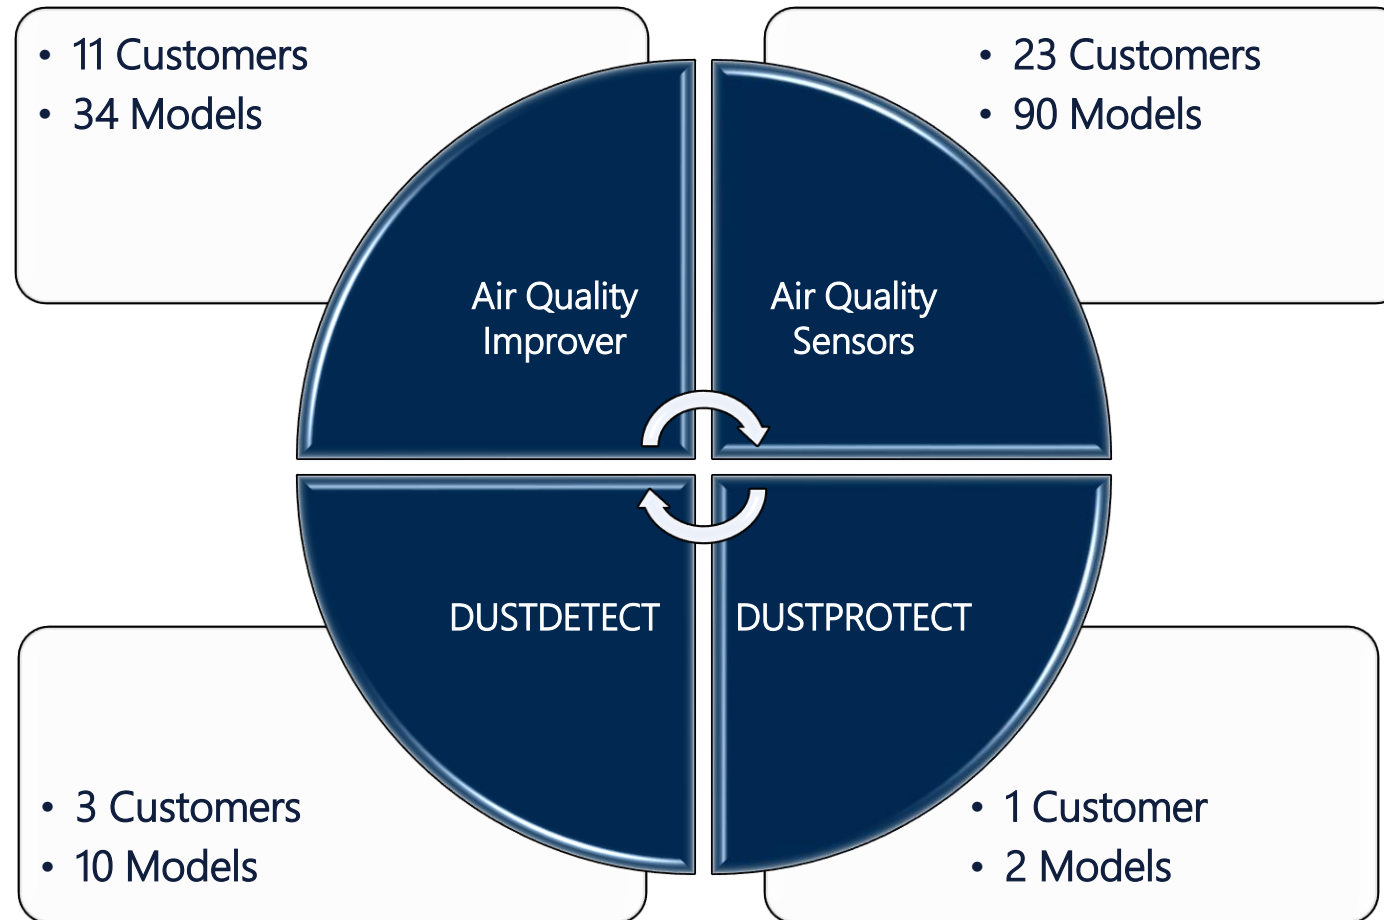 • 11 Customers
• 34 Models
• 23 Customers
• 90 Models
Air Quality
Improver
Air Quality
Sensors
DUSTDETECT
DUSTPROTECT
• 3 Customers
• 10 Models
• 1 Customer
• 2 Models